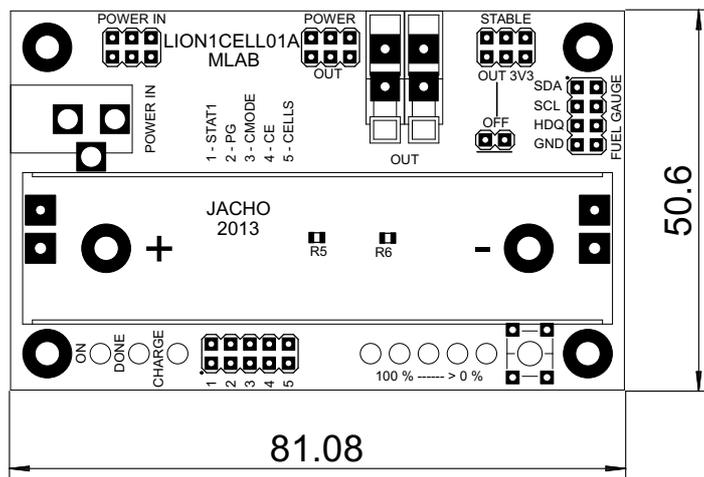 POWER IN
LION1CELL01A
MLAB
POWER
OUT
STABLE
OUT 3V3
OFF
SDA
SCL
HDQ
GND
FUEL GAUGE
POWER IN
1 - STAT1
2 - PG
3 - CMODE
4 - CE
5 - CELLS
OUT
JACHO
2013
+
R5
R6
-
ON
DONE
CHARGE
1
2
3
4
5
100 % ------ > 0 %
50.6
81.08